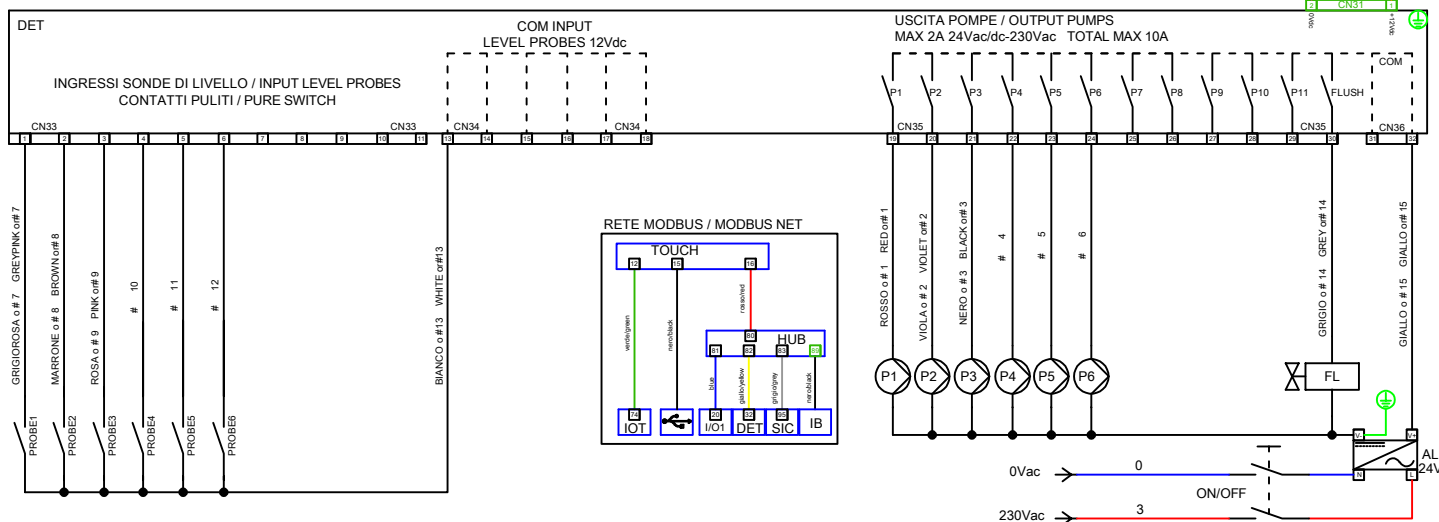 2 CN31 1
0Vdc +12Vdc
DET
COM INPUT
LEVEL PROBES 12Vdc
USCITA POMPE / OUTPUT PUMPS
MAX 2A 24Vac/dc-230Vac TOTAL MAX 10A
COM
INGRESSI SONDE DI LIVELLO / INPUT LEVEL PROBES
CONTATTI PULITI / PURE SWITCH
P1 P2 P3 P4 P5 P6 P7 P8 P9 P10 P11 FLUSH
CN33 CN33 CN34 CN34 CN35 CN35 CN36
1 2 3 4 5 6 7 8 9 10 11 13 14 15 16 17 18 19 20 21 22 23 24 25 26 27 28 29 30 31 32
GRIGIOROSA o # 7 GREYPINK or# 7
MARRONE o # 8 BROWN or# 8
ROSA o # 9 PINK or# 9
# 10
# 11
# 12
BIANCO o #13 WHITE or#13
ROSSO o # 1 RED or# 1
VIOLA o # 2 VIOLET or# 2
NERO o # 3 BLACK or# 3
# 4
# 5
# 6
GRIGIO o # 14 GREY or# 14
GIALLO o # 15 GIALLO or# 15
RETE MODBUS / MODBUS NET
TOUCH
12 15 16
verde/green
nero/black
rosso/red
80 HUB
81 82 83 89
blue
giallo/yellow
grigio/grey
nero/black
74 20 32 95
IOT I/O1 DET SIC IB
P1 P2 P3 P4 P5 P6
FL
PROBE1
PROBE2
PROBE3
PROBE4
PROBE5
PROBE6
V- V+
AL
24V
N L
0Vac 0
ON/OFF
230Vac 3